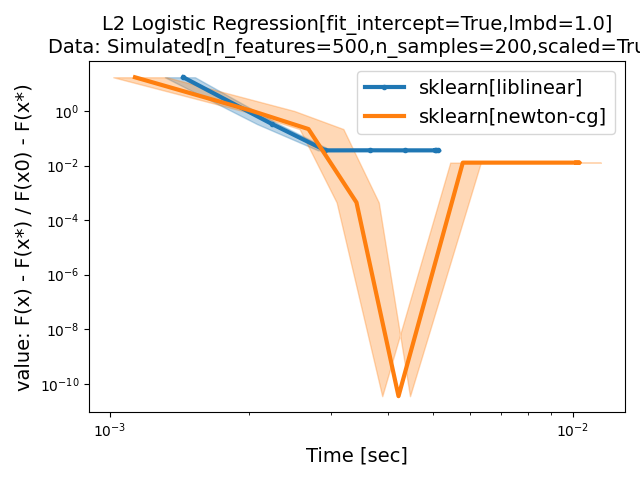 L2 Logistic Regression[fit_intercept=True,lmbd=1.0]
Data: Simulated[n_features=500,n_samples=200,scaled=Tru
value: F(x) - F(x*) / F(x0) - F(x*)
10^0
10^-2
10^-4
10^-6
10^-8
10^-10
sklearn[liblinear]
sklearn[newton-cg]
10^-3
10^-2
Time [sec]